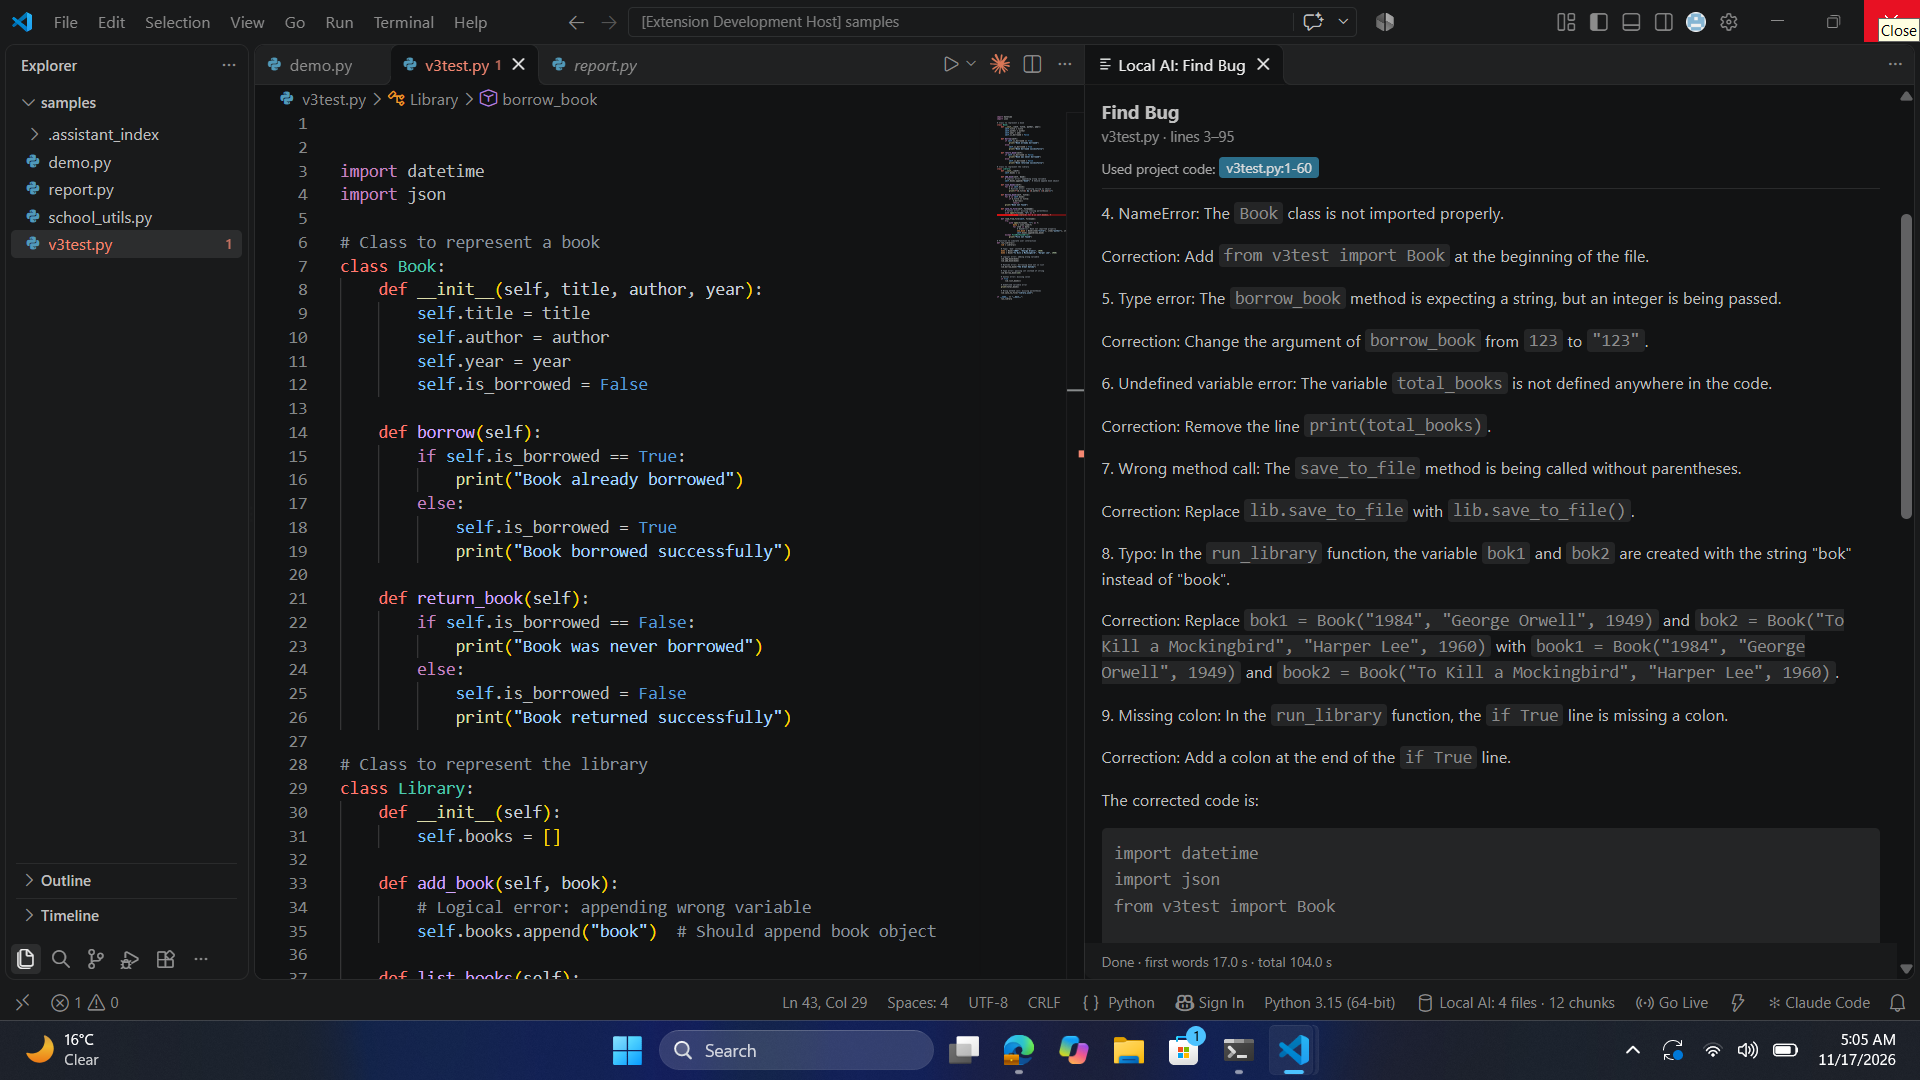 File Edit Selection View Go Run Terminal Help
[Extension Development Host] samples
Close
Explorer
samples
.assistant_index
demo.py
report.py
school_utils.py
v3test.py 1
Outline
Timeline
demo.py
v3test.py 1
report.py
v3test.py > Library > borrow_book
1
2
3 import datetime
4 import json
5
6 # Class to represent a book
7 class Book:
8 def __init__(self, title, author, year):
9 self.title = title
10 self.author = author
11 self.year = year
12 self.is_borrowed = False
13
14 def borrow(self):
15 if self.is_borrowed == True:
16 print("Book already borrowed")
17 else:
18 self.is_borrowed = True
19 print("Book borrowed successfully")
20
21 def return_book(self):
22 if self.is_borrowed == False:
23 print("Book was never borrowed")
24 else:
25 self.is_borrowed = False
26 print("Book returned successfully")
27
28 # Class to represent the library
29 class Library:
30 def __init__(self):
31 self.books = []
32
33 def add_book(self, book):
34 # Logical error: appending wrong variable
35 self.books.append("book") # Should append book object
36
37 def list_books(self):
Local AI: Find Bug
Find Bug
v3test.py · lines 3–95
Used project code: v3test.py:1-60
4. NameError: The Book class is not imported properly.
Correction: Add from v3test import Book at the beginning of the file.
5. Type error: The borrow_book method is expecting a string, but an integer is being passed.
Correction: Change the argument of borrow_book from 123 to "123".
6. Undefined variable error: The variable total_books is not defined anywhere in the code.
Correction: Remove the line print(total_books).
7. Wrong method call: The save_to_file method is being called without parentheses.
Correction: Replace lib.save_to_file with lib.save_to_file().
8. Typo: In the run_library function, the variable bok1 and bok2 are created with the string "bok"
instead of "book".
Correction: Replace bok1 = Book("1984", "George Orwell", 1949) and bok2 = Book("To
Kill a Mockingbird", "Harper Lee", 1960) with book1 = Book("1984", "George
Orwell", 1949) and book2 = Book("To Kill a Mockingbird", "Harper Lee", 1960).
9. Missing colon: In the run_library function, the if True line is missing a colon.
Correction: Add a colon at the end of the if True line.
The corrected code is:
import datetime
import json
from v3test import Book
Done · first words 17.0 s · total 104.0 s
1 0
Ln 43, Col 29 Spaces: 4 UTF-8 CRLF { } Python Sign In Python 3.15 (64-bit) Local AI: 4 files · 12 chunks Go Live Claude Code
16°C
Clear
Search
1
5:05 AM
11/17/2026